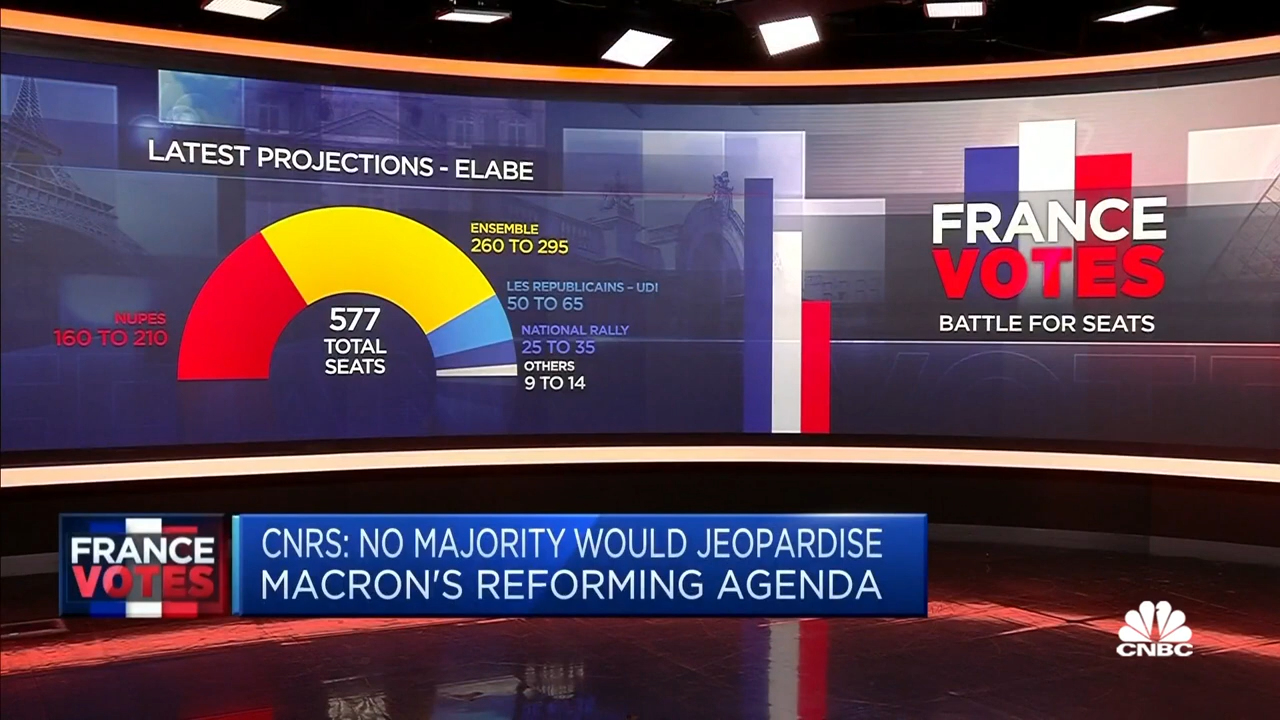 LATEST PROJECTIONS - ELABE
ENSEMBLE
260 TO 295
LES REPUBLICAINS – UDI
50 TO 65
NATIONAL RALLY
25 TO 35
OTHERS
9 TO 14
NUPES
160 TO 210
577
TOTAL
SEATS
FRANCE
VOTES
BATTLE FOR SEATS
FRANCE
VOTES
CNRS: NO MAJORITY WOULD JEOPARDISE
MACRON'S REFORMING AGENDA
CNBC